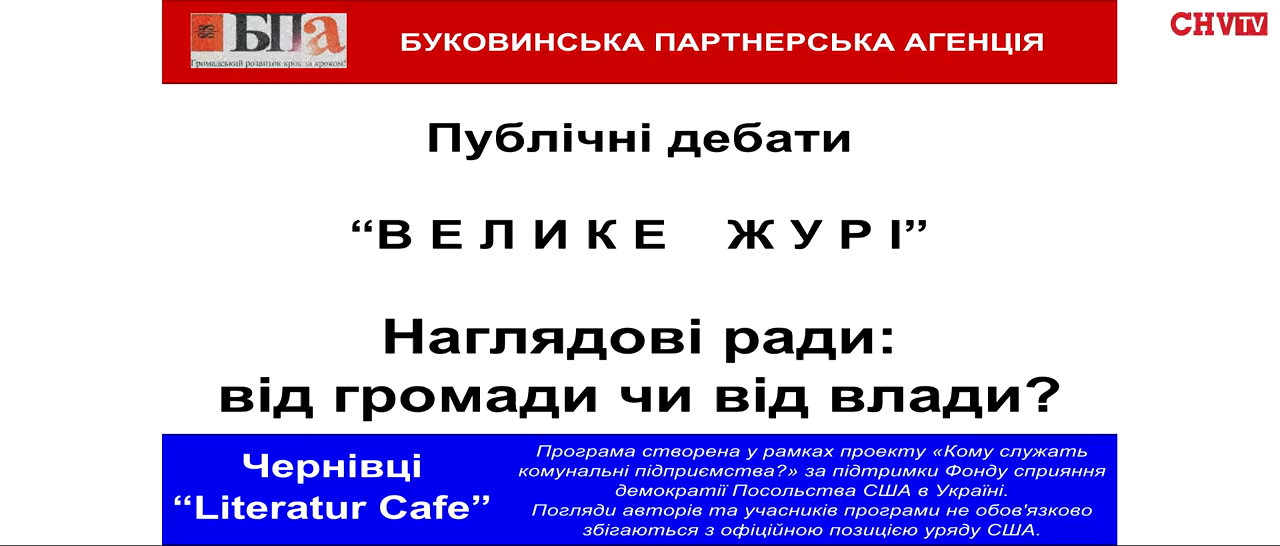 БПа
Громадський розвиток крок за кроком!
БУКОВИНСЬКА ПАРТНЕРСЬКА АГЕНЦІЯ
CHVTV
Публічні дебати
“ВЕЛИКЕ ЖУРІ”
Наглядові ради:
від громади чи від влади?
Чернівці
“Literatur Cafe”
Програма створена у рамках проекту «Кому служать
комунальні підприємства?» за підтримки Фонду сприяння
демократії Посольства США в Україні.
Погляди авторів та учасників програми не обов'язково
збігаються з офіційною позицією уряду США.